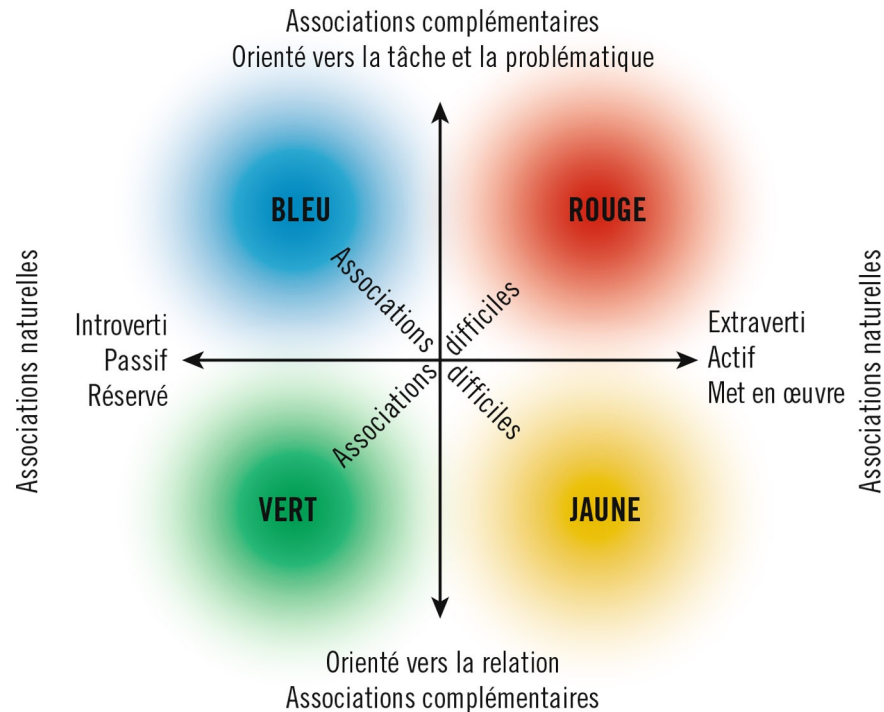 Associations complémentaires
Orienté vers la tâche et la problématique
BLEU
ROUGE
Associations difficiles
Associations naturelles
Introverti
Passif
Réservé
Extraverti
Actif
Met en œuvre
Associations naturelles
Associations difficiles
VERT
JAUNE
Orienté vers la relation
Associations complémentaires